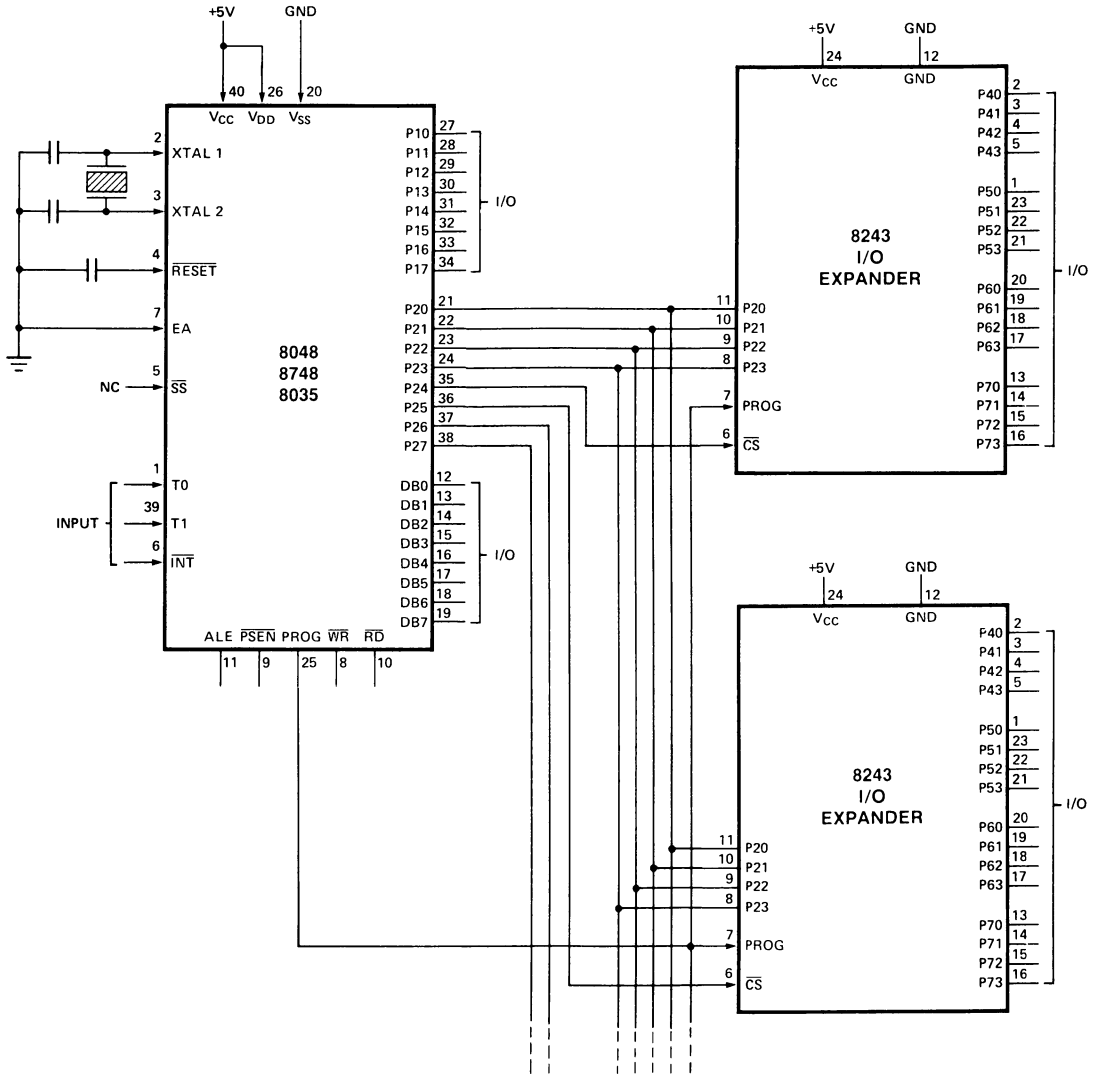 +5V
GND
40
26
20
VCC
VDD
VSS
2
XTAL 1
3
XTAL 2
4
RESET
7
EA
NC
5
SS
INPUT
1
T0
39
T1
6
INT
8048
8748
8035
P10 27
P11 28
P12 29
P13 30
P14 31
P15 32
P16 33
P17 34
I/O
P20 21
P21 22
P22 23
P23 24
P24 35
P25 36
P26 37
P27 38
DB0 12
DB1 13
DB2 14
DB3 15
DB4 16
DB5 17
DB6 18
DB7 19
I/O
ALE PSEN PROG WR RD
11 9 25 8 10
+5V
GND
24
12
VCC
GND
8243
I/O
EXPANDER
11 P20
10 P21
9 P22
8 P23
7 PROG
6 CS
P40 2
P41 3
P42 4
P43 5
P50 1
P51 23
P52 22
P53 21
P60 20
P61 19
P62 18
P63 17
P70 13
P71 14
P72 15
P73 16
I/O
+5V
GND
24
12
VCC
GND
8243
I/O
EXPANDER
11 P20
10 P21
9 P22
8 P23
7 PROG
6 CS
P40 2
P41 3
P42 4
P43 5
P50 1
P51 23
P52 22
P53 21
P60 20
P61 19
P62 18
P63 17
P70 13
P71 14
P72 15
P73 16
I/O